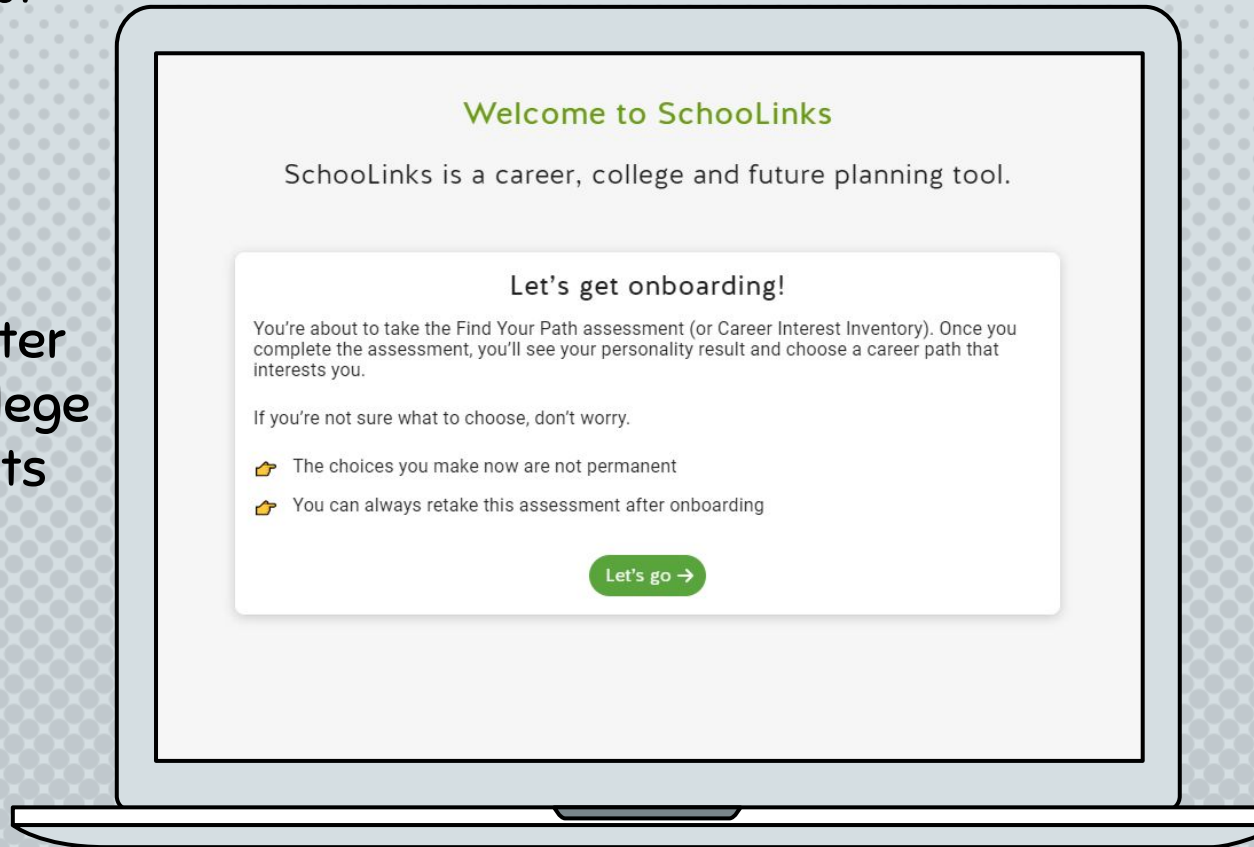 Welcome to SchooLinks
SchooLinks is a career, college and future planning tool.
Let's get onboarding!
You're about to take the Find Your Path assessment (or Career Interest Inventory). Once you
complete the assessment, you'll see your personality result and choose a career path that
interests you.
If you're not sure what to choose, don't worry.
👉 The choices you make now are not permanent
👉 You can always retake this assessment after onboarding
Let's go →